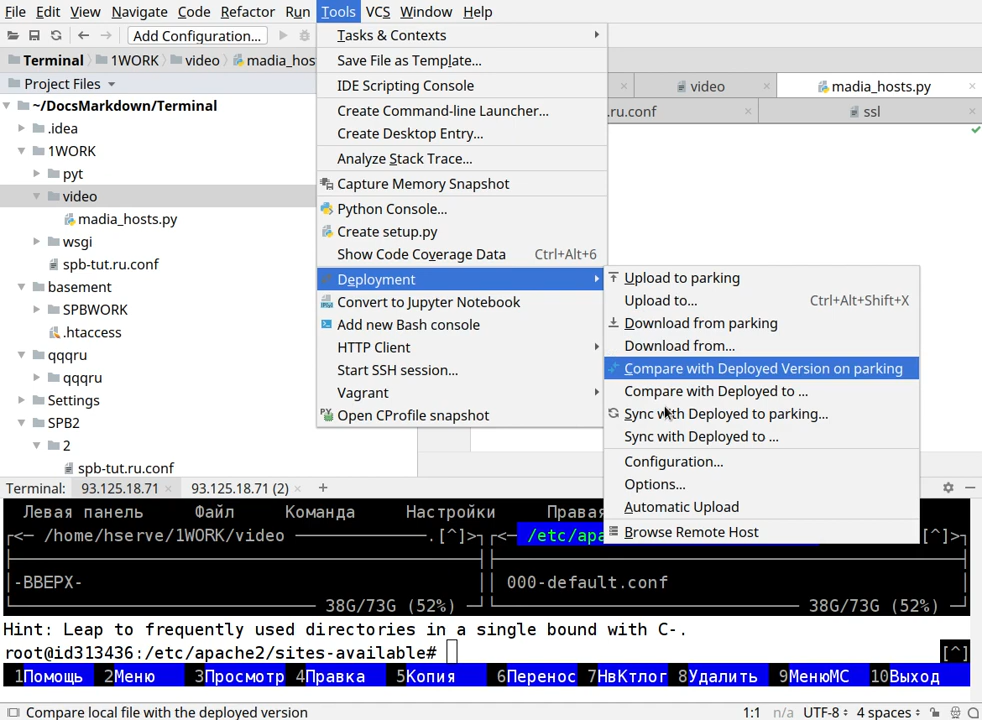 File Edit View Navigate Code Refactor Run Tools VCS Window Help
Add Configuration...
Terminal 1WORK video madia_hos
Project Files
video madia_hosts.py
.ru.conf ssl
~/DocsMarkdown/Terminal
.idea
1WORK
pyt
video
madia_hosts.py
wsgi
spb-tut.ru.conf
basement
SPBWORK
.htaccess
qqqru
qqqru
Settings
SPB2
2
spb-tut.ru.conf
Tasks & Contexts
Save File as Template...
IDE Scripting Console
Create Command-line Launcher...
Create Desktop Entry...
Analyze Stack Trace...
Capture Memory Snapshot
Python Console...
Create setup.py
Show Code Coverage Data Ctrl+Alt+6
Deployment
Convert to Jupyter Notebook
Add new Bash console
HTTP Client
Start SSH session...
Vagrant
Open CProfile snapshot
Upload to parking
Upload to... Ctrl+Alt+Shift+X
Download from parking
Download from...
Compare with Deployed Version on parking
Compare with Deployed to ...
Sync with Deployed to parking...
Sync with Deployed to ...
Configuration...
Options...
Automatic Upload
Browse Remote Host
Terminal: 93.125.18.71 93.125.18.71 (2) +
Левая панель Файл Команда Настройки Правая
<─ /home/hserve/1WORK/video ─.[^]> <─ /etc/apa [^]>
-ВВЕРХ- 000-default.conf
38G/73G (52%) 38G/73G (52%)
Hint: Leap to frequently used directories in a single bound with C-.
root@id313436:/etc/apache2/sites-available# [^]
1Помощь 2Меню 3Просмотр 4Правка 5Копия 6Перенос 7НвКтлог 8Удалить 9МенюMC 10Выход
Compare local file with the deployed version 1:1 n/a UTF-8 4 spaces